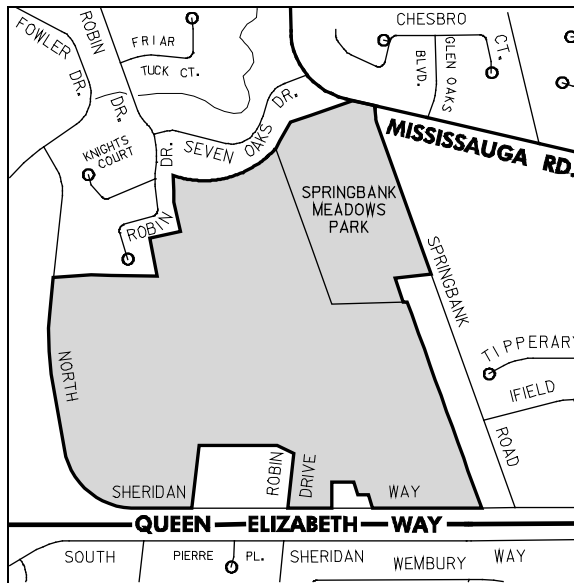 FOWLER DR.
ROBIN DR.
FRIAR
TUCK CT.
CHESBRO CT.
GLEN OAKS
BLVD.
KNIGHTS
COURT
SEVEN OAKS DR.
MISSISSAUGA RD.
ROBIN DR.
SPRINGBANK
MEADOWS
PARK
SPRINGBANK ROAD
TIPPERARY
IFIELD
NORTH
SHERIDAN
ROBIN
DRIVE
WAY
QUEEN ELIZABETH WAY
SOUTH
PIERRE PL.
SHERIDAN
WEMBURY
WAY